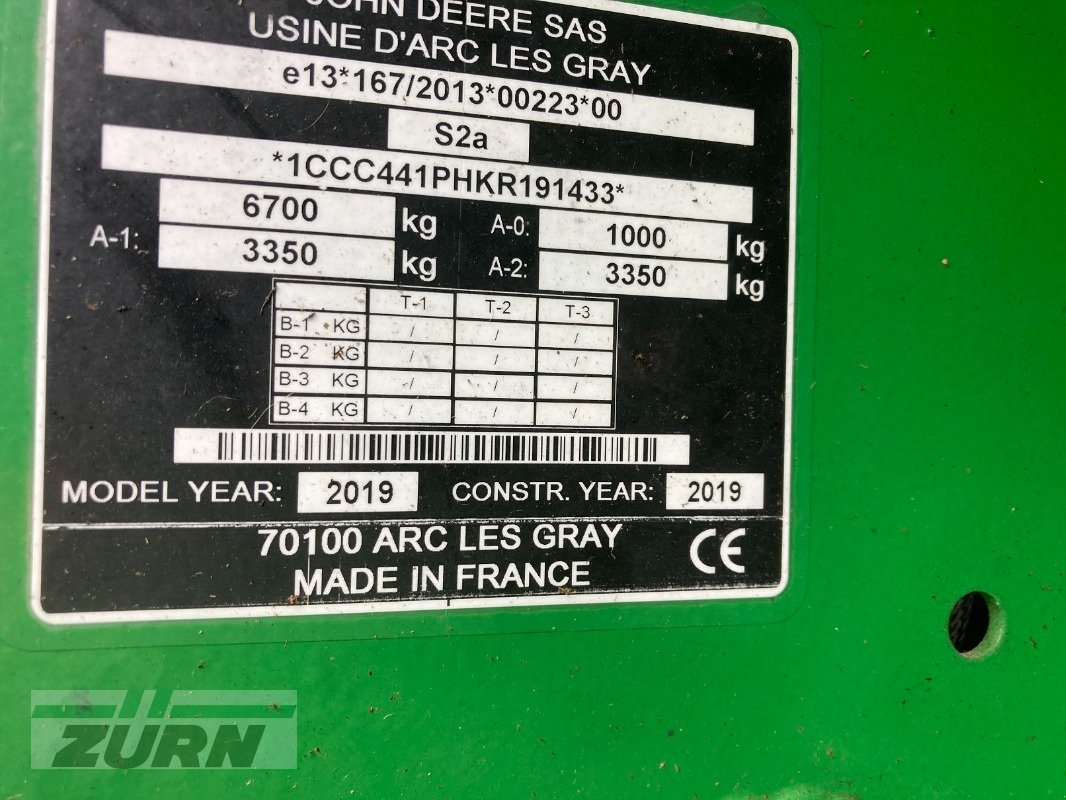 JOHN DEERE SAS
USINE D'ARC LES GRAY
e13*167/2013*00223*00
S2a
*1CCC441PHKR191433*
6700 kg A-0: 1000 kg
A-1: 3350 kg A-2: 3350 kg
T-1 T-2 T-3
B-1 KG / / /
B-2 KG / / /
B-3 KG / / /
B-4 KG / / /
MODEL YEAR: 2019 CONSTR. YEAR: 2019
70100 ARC LES GRAY CE
MADE IN FRANCE
ZÜRN